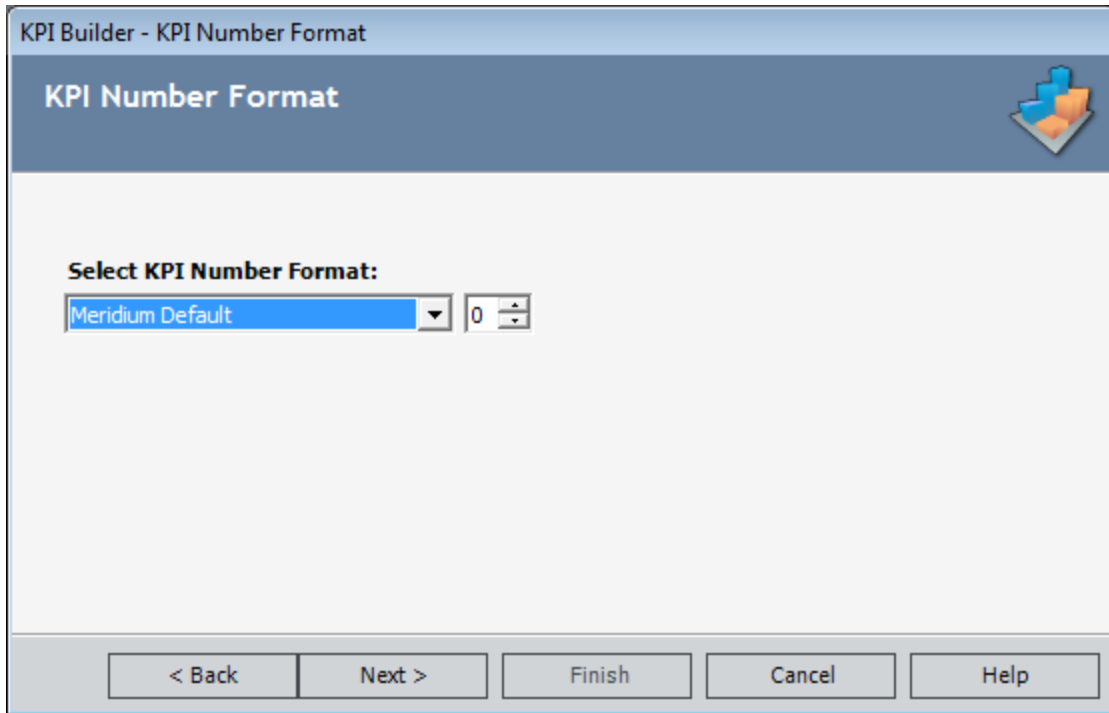 KPI Builder - KPI Number Format
KPI Number Format
Select KPI Number Format:
Meridium Default 0
< Back Next > Finish Cancel Help